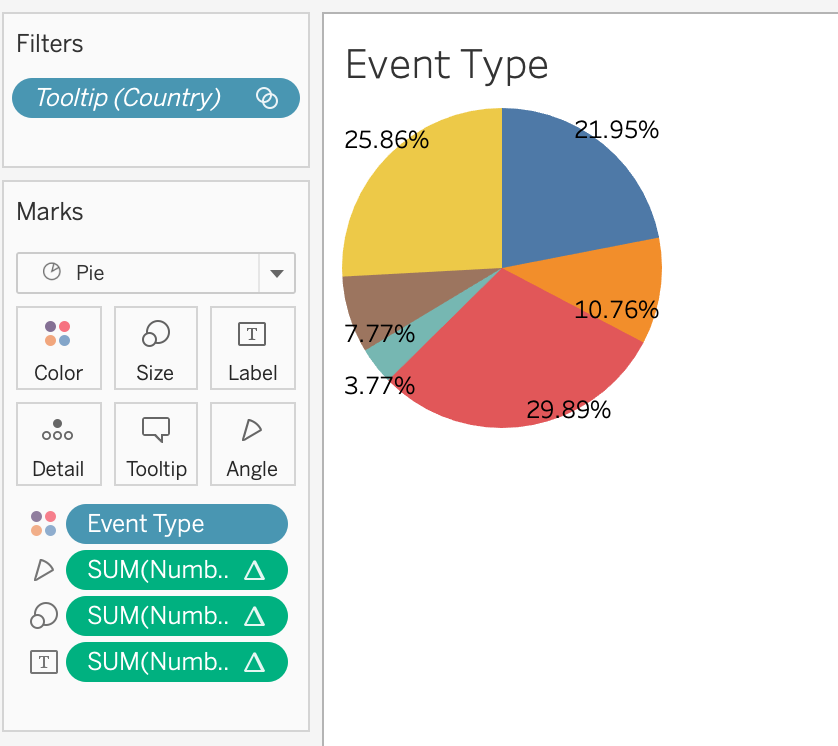 Filters
Tooltip (Country)
Marks
Pie
Color Size Label
T
Detail Tooltip Angle
Event Type
SUM(Numb..
SUM(Numb..
T SUM(Numb..
Event Type
25.86% 21.95%
10.76%
7.77%
3.77%
29.89%